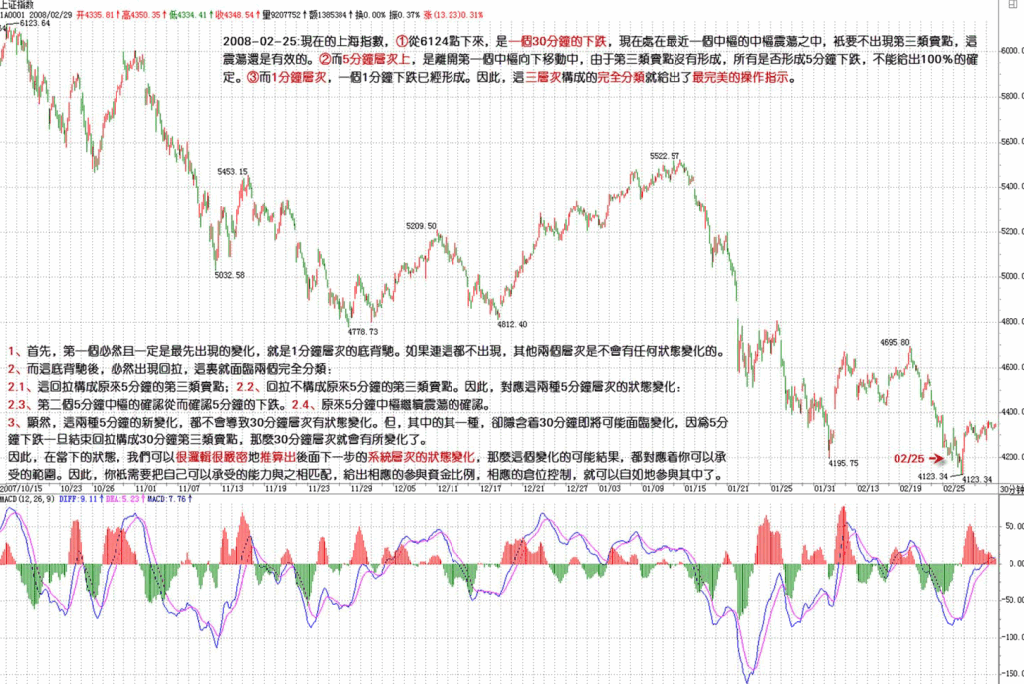 上证指数
1A0001 2008/02/29 开4335.81↑高4350.35↑低4334.41↑收4348.54↑量9207752↑额1385384↑换0.00% 振0.37% 涨(13.23)0.31%
6123.64
2008-02-25:現在的上海指數，①從6124點下來，是一個30分鐘的下跌，現在處在最近一個中樞的中樞震蕩之中，衹要不出現第三類賣點，這
震蕩還是有效的。②而5分鐘層次上，是離開第一個中樞向下移動中，由于第三類賣點沒有形成，所有是否形成5分鐘下跌，不能給出100%的確
定。③而1分鐘層次，一個1分鐘下跌已經形成。因此，這三層次構成的完全分類就給出了最完美的操作指示。
6000.0
5800.0
5600.0
5400.0
5200.0
5000.0
4800.0
4600.0
4400.0
4200.0
5453.15
5032.58
4778.73
5209.50
4812.40
5522.57
4695.80
4195.75
02/25
4123.34
4123.34
1、首先，第一個必然且一定是最先出現的變化，就是1分鐘層次的底背馳。如果連這都不出現，其他兩個層次是不會有任何狀態變化的。
2、而這底背馳後，必然出現回拉，這裏就面臨兩個完全分類：
2.1、這回拉構成原來5分鐘的第三類賣點；2.2、回拉不構成原來5分鐘的第三類賣點。因此，對應這兩種5分鐘層次的狀態變化：
2.3、第二個5分鐘中樞的確認從而確認5分鐘的下跌。2.4、原來5分鐘中樞繼續震蕩的確認。
3、顯然，這兩種5分鐘的新變化，都不會導致30分鐘層次有狀態變化。但，其中的其一種，卻隱含着30分鐘即將可能面臨變化，因爲5分
鐘下跌一旦結束回拉構成30分鐘第三類賣點，那麼30分鐘層次就會有所變化了。
因此，在當下的狀態，我們可以很邏輯很嚴密地推算出後面下一步的系統層次的狀態變化，那麼這個變化的可能結果，都對應着你可以承
受的範圍。因此，你衹需要把自己可以承受的能力與之相匹配，給出相應的參與資金比例，相應的倉位控制，就可以自如地參與其中了。
2007/10/15 10/23 10/26 11/01 11/07 11/13 11/19 11/23 11/29 12/05 12/11 12/17 12/21 12/27 01/03 01/09 01/15 01/21 01/25 01/31 02/13 02/19 02/25 30分钟
MACD(12,26,9) DIFF:9.11↑DEA:5.23↑MACD:7.76↑
50.00
0.00
-50.00
-100.00
-150.00